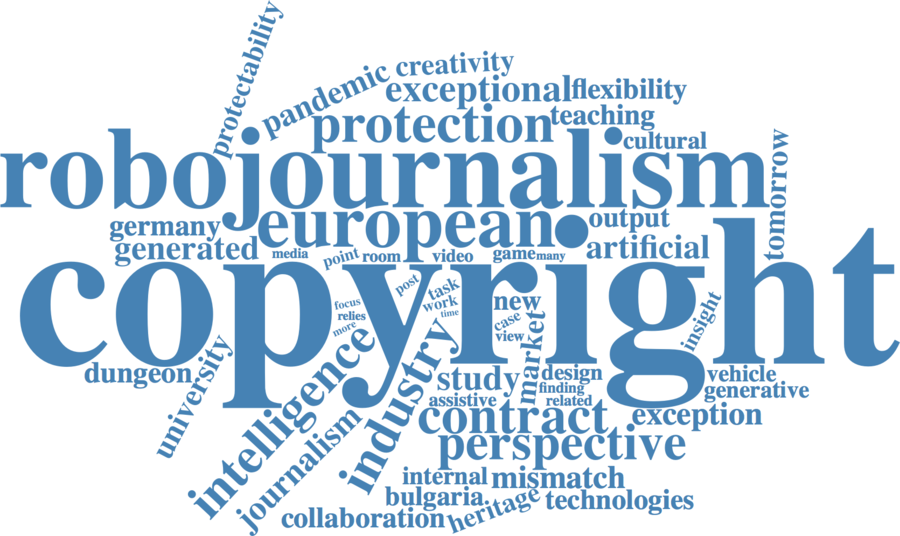 protectability
pandemic
creativity
exceptional
flexibility
protection
teaching
cultural
robojournalism
tomorrow
germany
european
output
generated
media
point
room
video
game
many
artificial
copyright
focus
relies
more
post
task
work
time
new
case
view
market
insight
dungeon
university
intelligence
journalism
industry
study
assistive
design
finding
related
vehicle
generative
contract
exception
perspective
internal
mismatch
bulgaria
heritage
technologies
collaboration